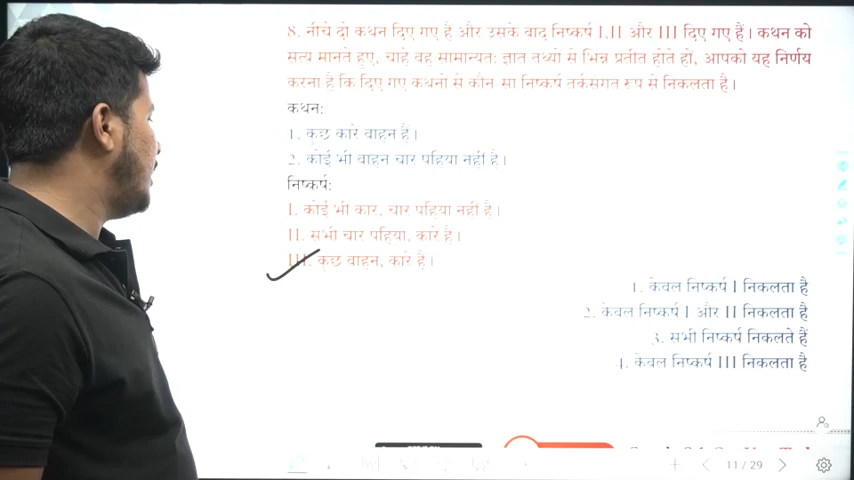 8. नीचे दो कथन दिए गए है और उसके बाद निष्कर्ष I,II और III दिए गए हैं। कथन को
सत्य मानते हुए, चाहे वह सामान्यतः ज्ञात तथ्यों से भिन्न प्रतीत होते हों, आपको यह निर्णय
करना है कि दिए गए कथनो से कौन सा निष्कर्ष तर्कसंगत रूप से निकलता है।
कथन:
1. कुछ कारे वाहन हैं।
2. कोई भी वाहन चार पहिया नहीं है।
निष्कर्ष:
I. कोई भी कार, चार पहिया नहीं है।
II. सभी चार पहिया, कारे है।
III. कुछ वाहन, कारे है।
1. केवल निष्कर्ष I निकलता है
2. केवल निष्कर्ष I और II निकलता है
3. सभी निष्कर्ष निकलते हैं
4. केवल निष्कर्ष III निकलता है
11 / 29